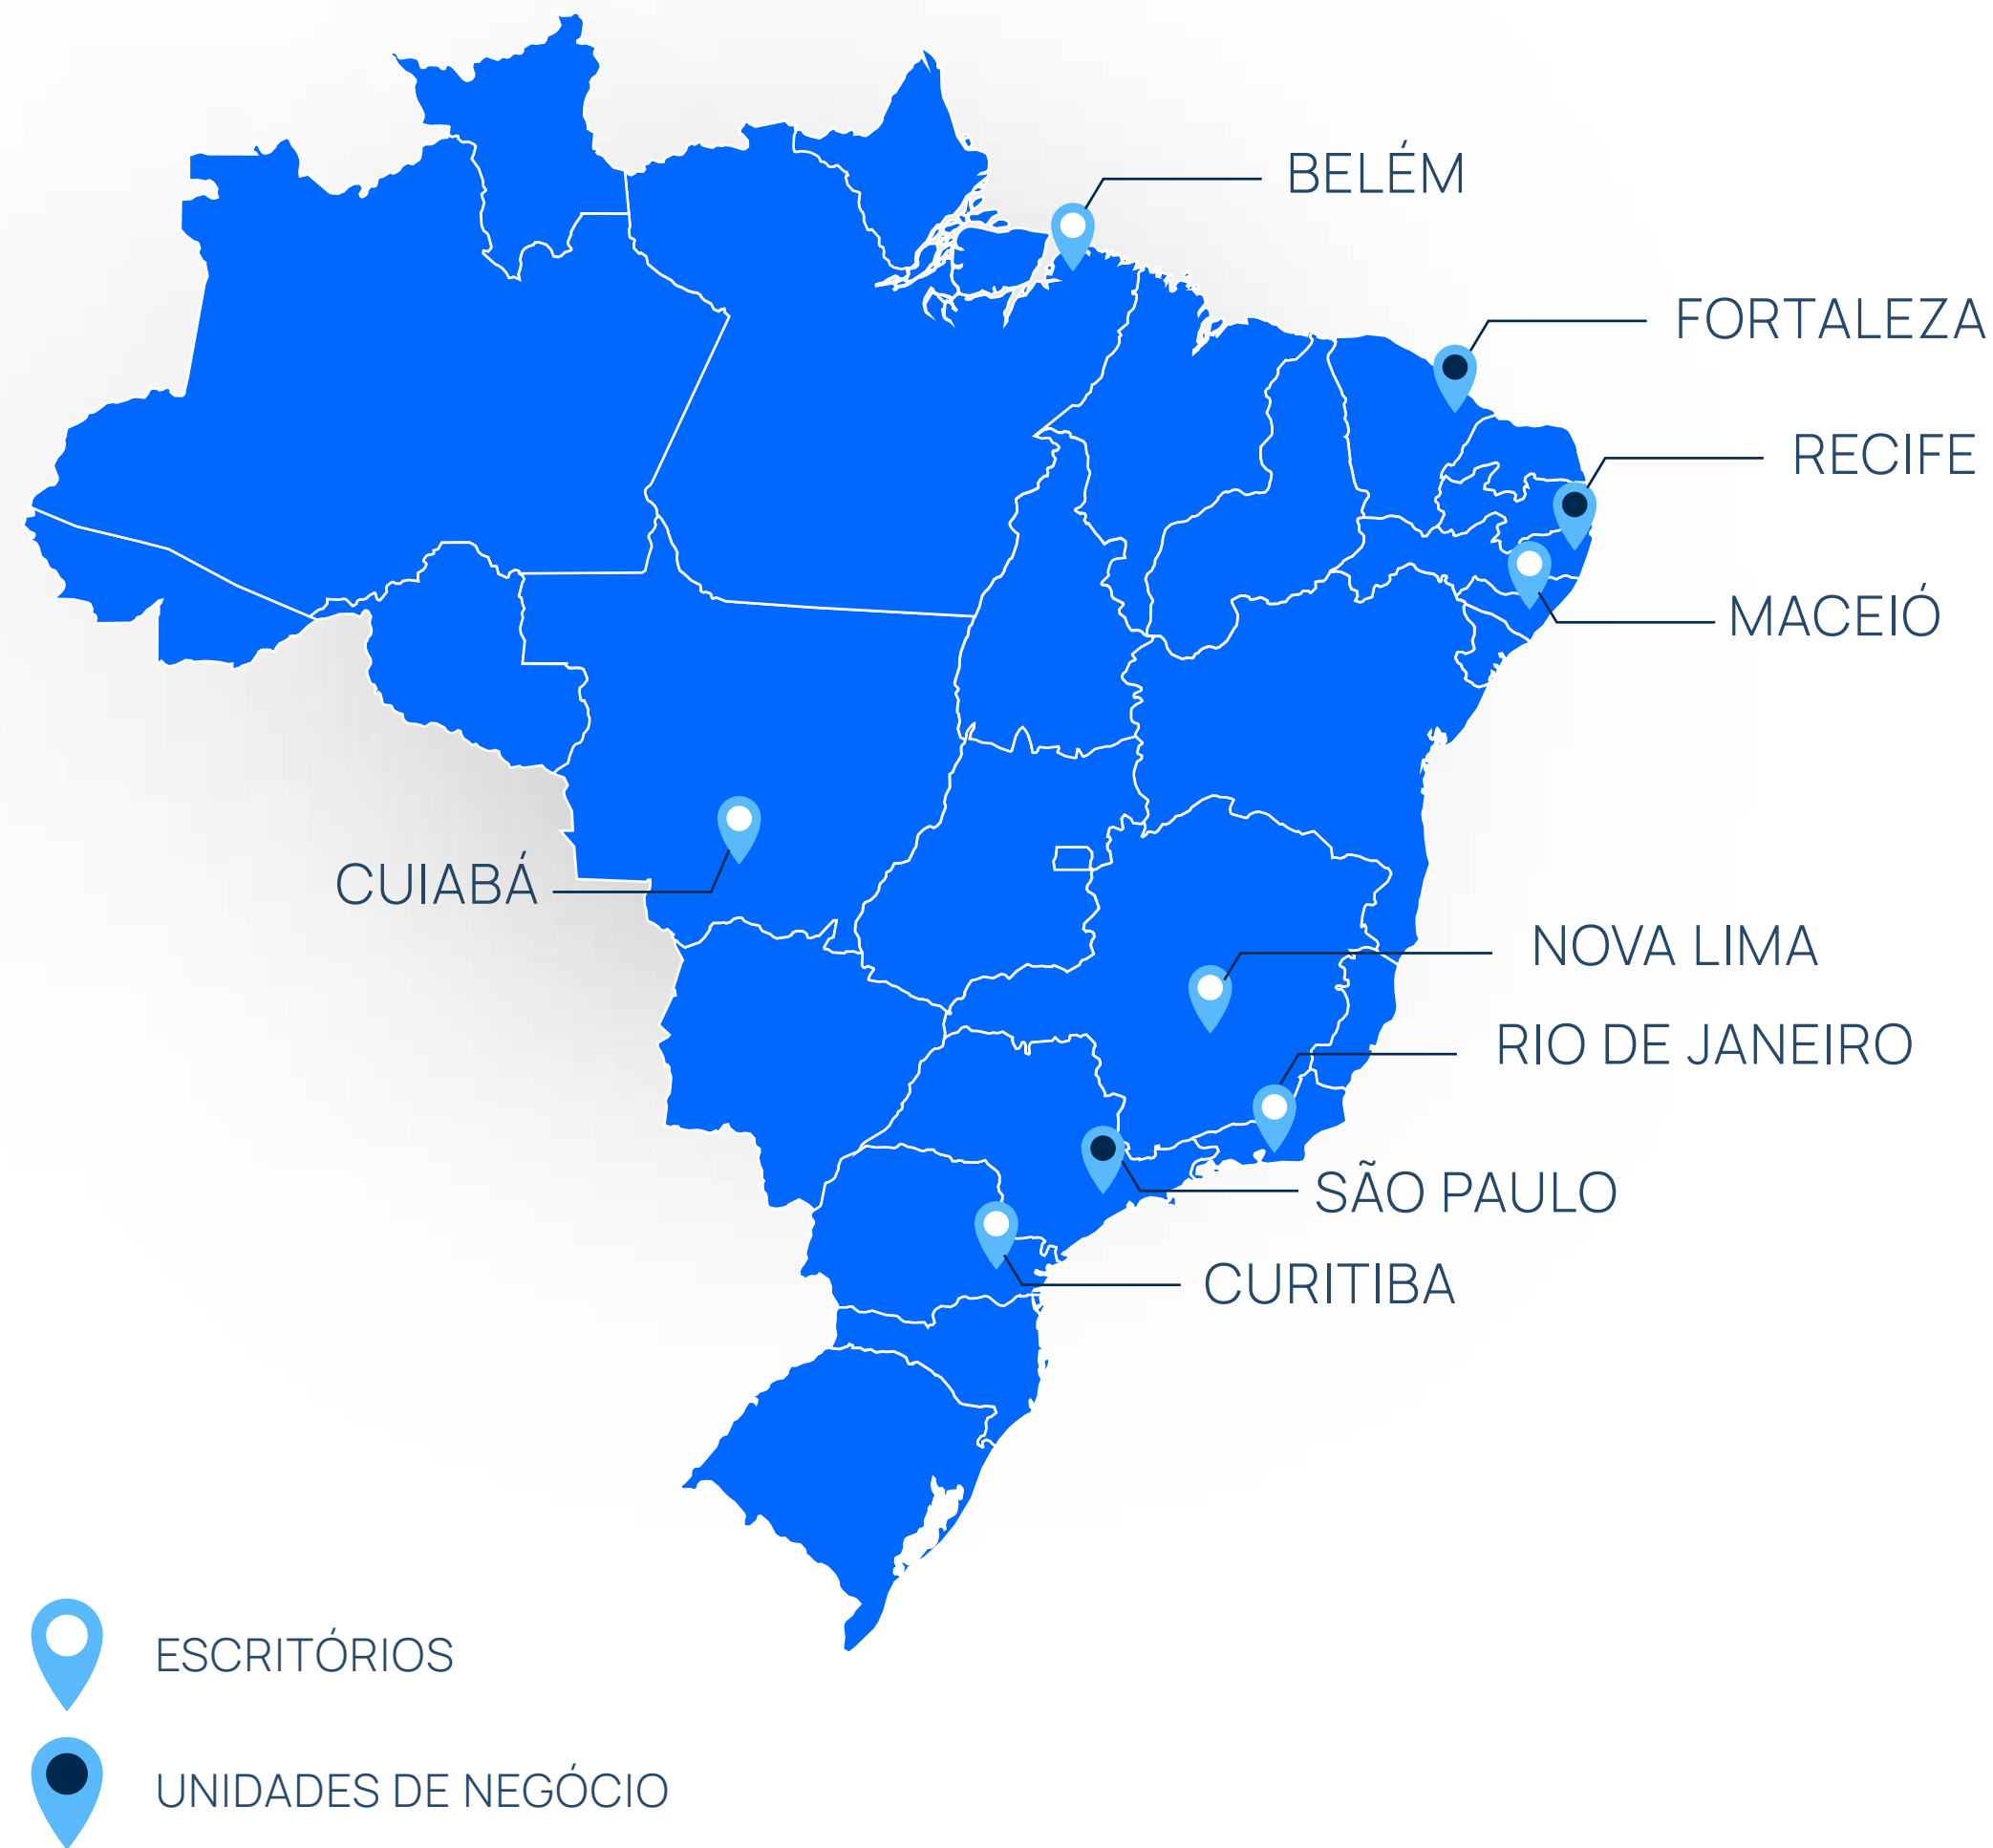 BELÉM
FORTALEZA
RECIFE
MACEIÓ
CUIABÁ
NOVA LIMA
RIO DE JANEIRO
SÃO PAULO
CURITIBA
ESCRITÓRIOS
UNIDADES DE NEGÓCIO